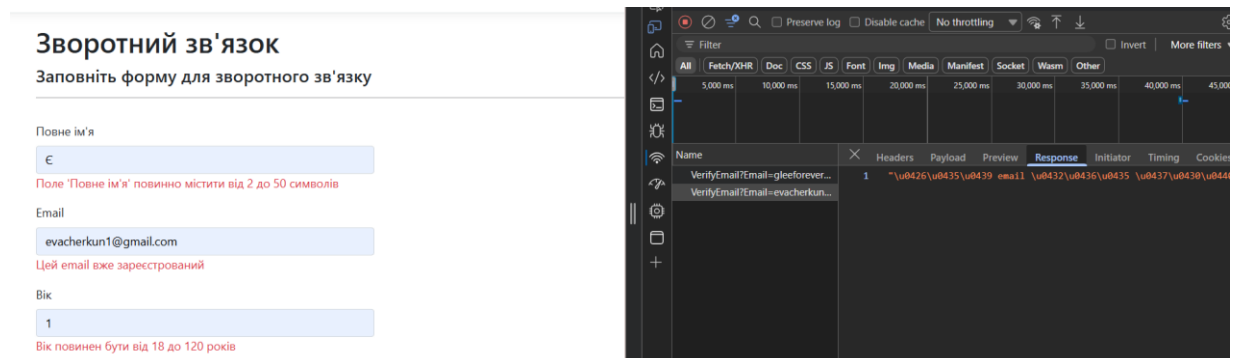 Зворотний зв'язок
Заповніть форму для зворотного зв'язку
Повне ім'я
Є
Поле 'Повне ім'я' повинно містити від 2 до 50 символів
Email
evacherkun1@gmail.com
Цей email вже зареєстрований
Вік
1
Вік повинен бути від 18 до 120 років
Preserve log Disable cache No throttling
Filter Invert More filters
All Fetch/XHR Doc CSS JS Font Img Media Manifest Socket Wasm Other
5,000 ms 10,000 ms 15,000 ms 20,000 ms 25,000 ms 30,000 ms 35,000 ms 40,000 ms 45,000
Name Headers Payload Preview Response Initiator Timing Cookies
VerifyEmail?Email=gleeforever...
VerifyEmail?Email=evacherkun...
1 "\u0426\u0435\u0439 email \u0432\u0436\u0435 \u0437\u0430\u044